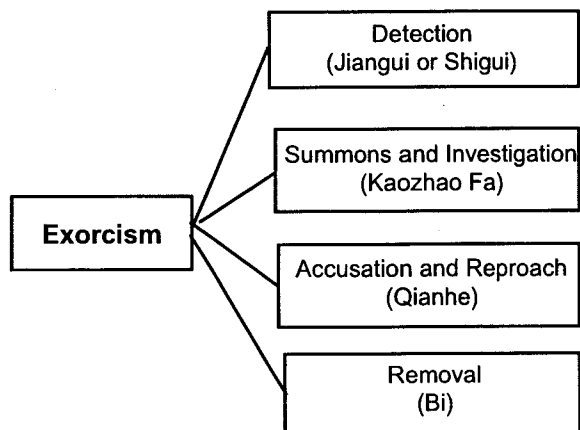 Detection
(Jiangui or Shigui)
Summons and Investigation
(Kaozhao Fa)
Exorcism
Accusation and Reproach
(Qianhe)
Removal
(Bi)